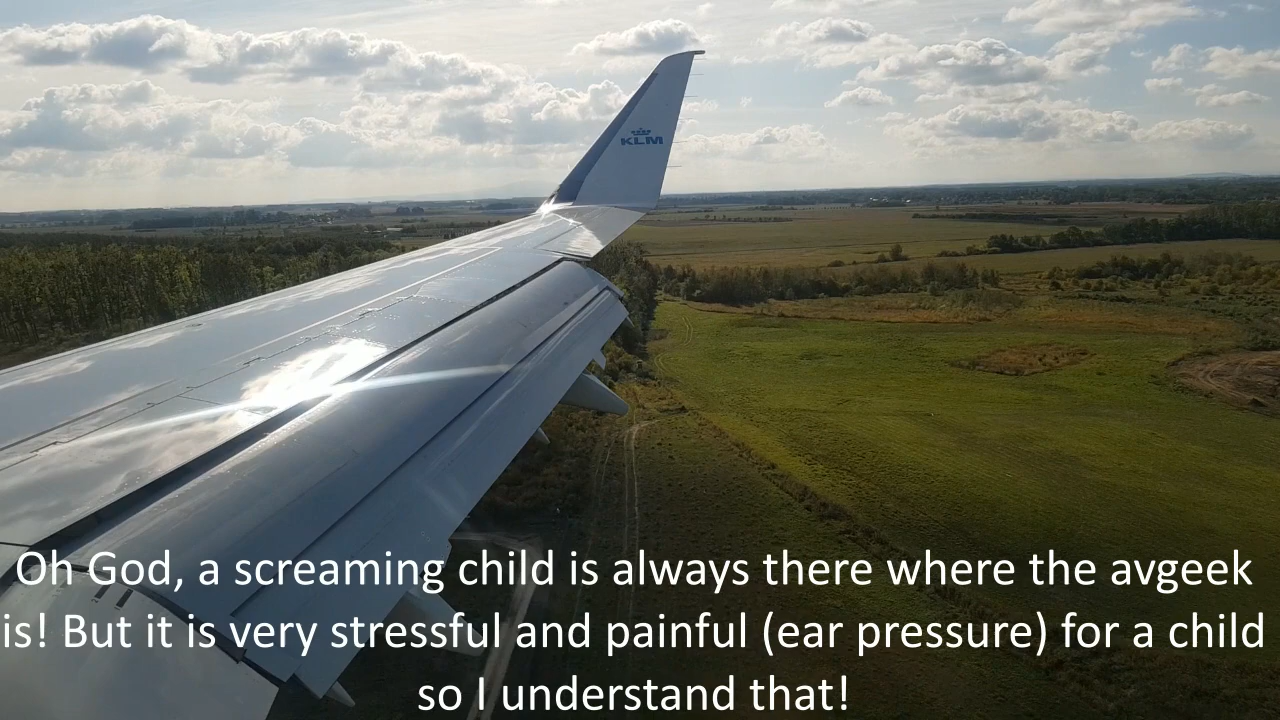 KLM
Oh God, a screaming child is always there where the avgeek
is! But it is very stressful and painful (ear pressure) for a child
so I understand that!